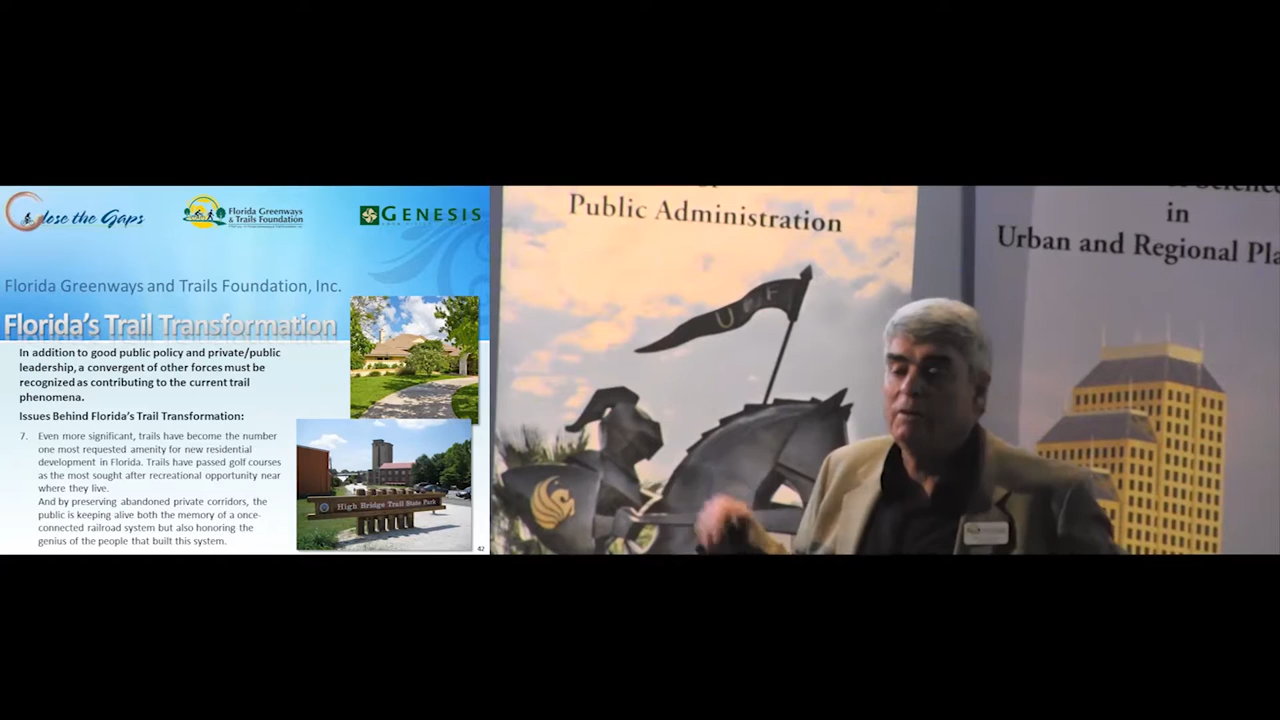 Close the Gaps
Florida Greenways
& Trails Foundation
GENESIS
Florida Greenways and Trails Foundation, Inc.
Florida's Trail Transformation
In addition to good public policy and private/public
leadership, a convergent of other forces must be
recognized as contributing to the current trail
phenomena.
Issues Behind Florida's Trail Transformation:
7. Even more significant, trails have become the number
one most requested amenity for new residential
development in Florida. Trails have passed golf courses
as the most sought after recreational opportunity near
where they live.
And by preserving abandoned private corridors, the
public is keeping alive both the memory of a once-
connected railroad system but also honoring the
genius of the people that built this system.
High Bridge Trail State Park
42
Public Administration
UCF
Science
in
Urban and Regional Pla